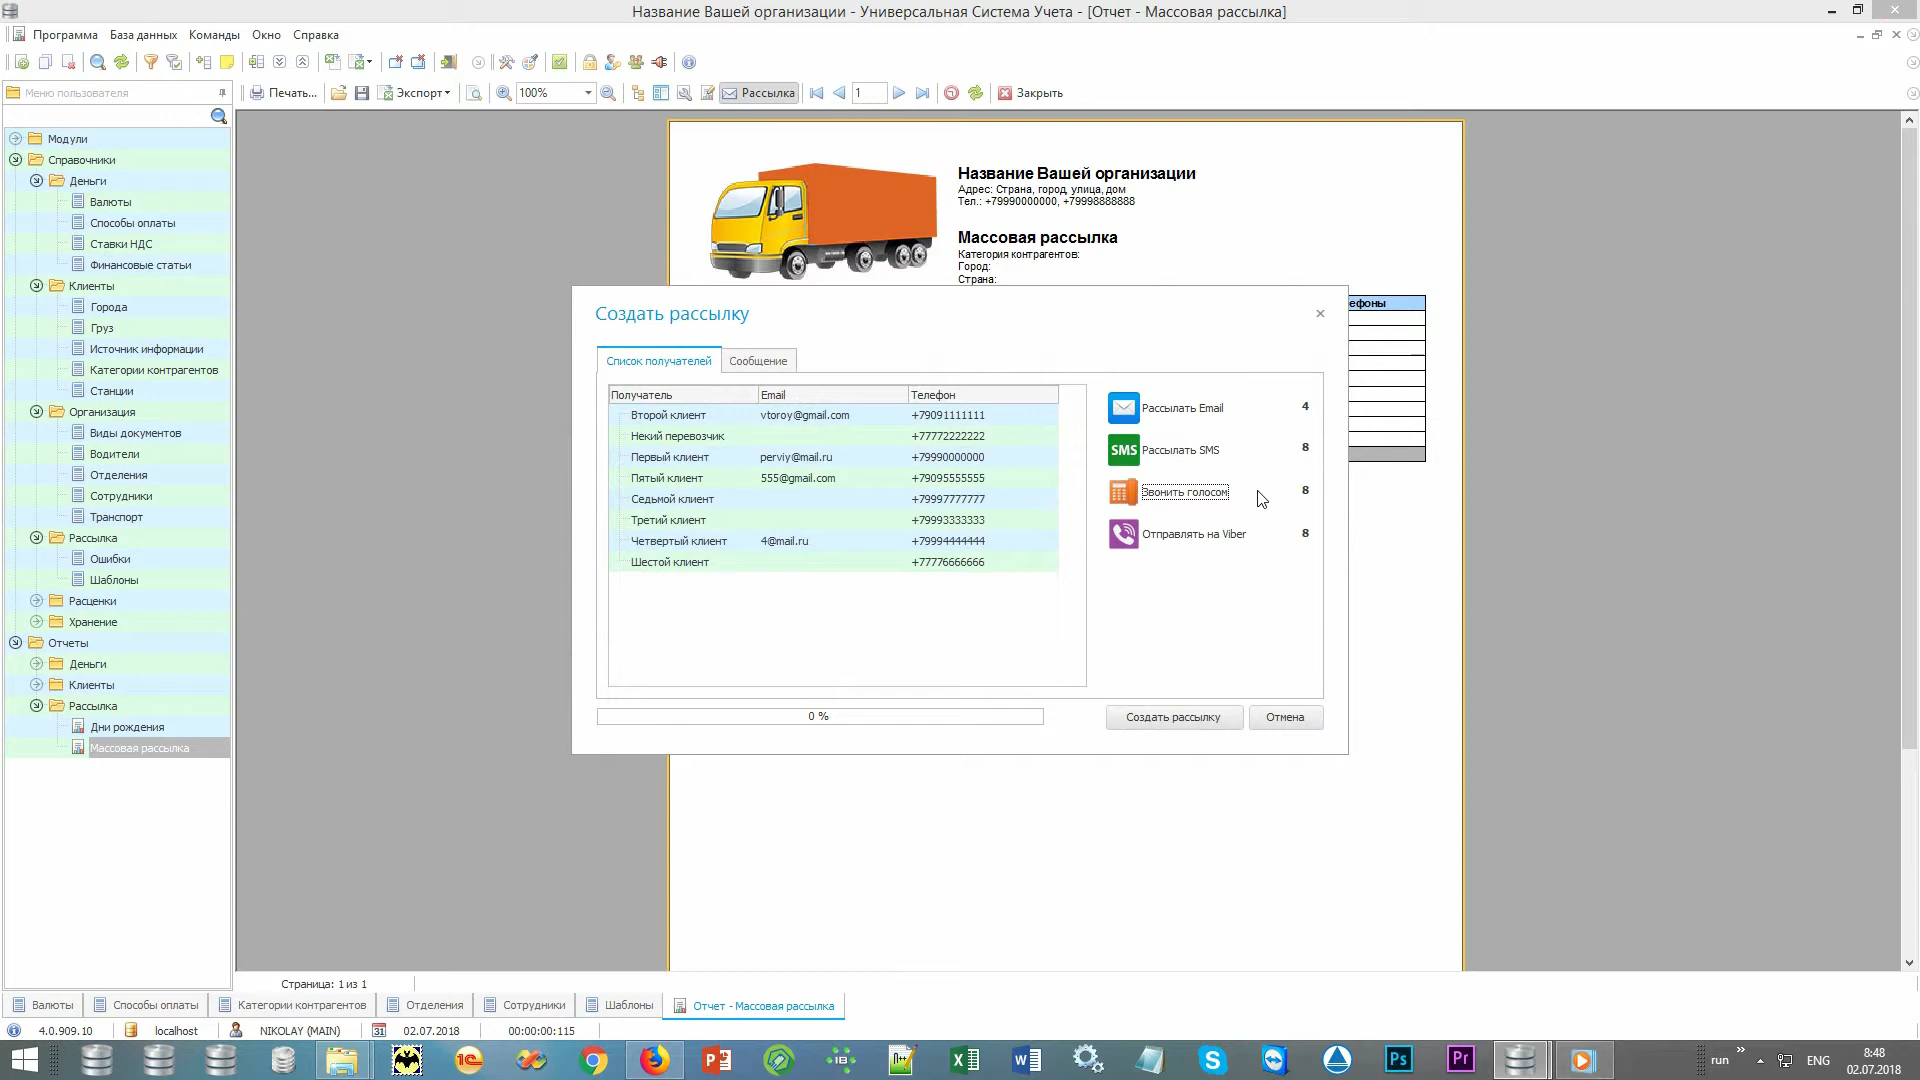 Название Вашей организации - Универсальная Система Учета - [Отчет - Массовая рассылка]
Программа База данных Команды Окно Справка
Меню пользователя
Печать... Экспорт 100% Рассылка 1 Закрыть
Модули
Справочники
Деньги
Валюты
Способы оплаты
Ставки НДС
Финансовые статьи
Клиенты
Города
Груз
Источник информации
Категории контрагентов
Станции
Организация
Виды документов
Водители
Отделения
Сотрудники
Транспорт
Рассылка
Ошибки
Шаблоны
Расценки
Хранение
Отчеты
Деньги
Клиенты
Рассылка
Дни рождения
Массовая рассылка
Название Вашей организации
Адрес: Страна, город, улица, дом
Тел.: +79990000000, +79998888888
Массовая рассылка
Категория контрагентов:
Город:
Страна:
ефоны
Создать рассылку
Список получателей Сообщение
Получатель Email Телефон
Второй клиент vtoroy@gmail.com +79091111111
Некий перевозчик +77772222222
Первый клиент perviy@mail.ru +79990000000
Пятый клиент 555@gmail.com +79095555555
Седьмой клиент +79997777777
Третий клиент +79993333333
Четвертый клиент 4@mail.ru +79994444444
Шестой клиент +77776666666
Рассылать Email 4
SMS Рассылать SMS 8
Звонить голосом 8
Отправлять на Viber 8
0 %
Создать рассылку Отмена
Страница: 1 из 1
Валюты Способы оплаты Категории контрагентов Отделения Сотрудники Шаблоны Отчет - Массовая рассылка
4.0.909.10 localhost NIKOLAY (MAIN) 31 02.07.2018 00:00:00:115
1С IB Ps Pr run ENG
8:48
02.07.2018